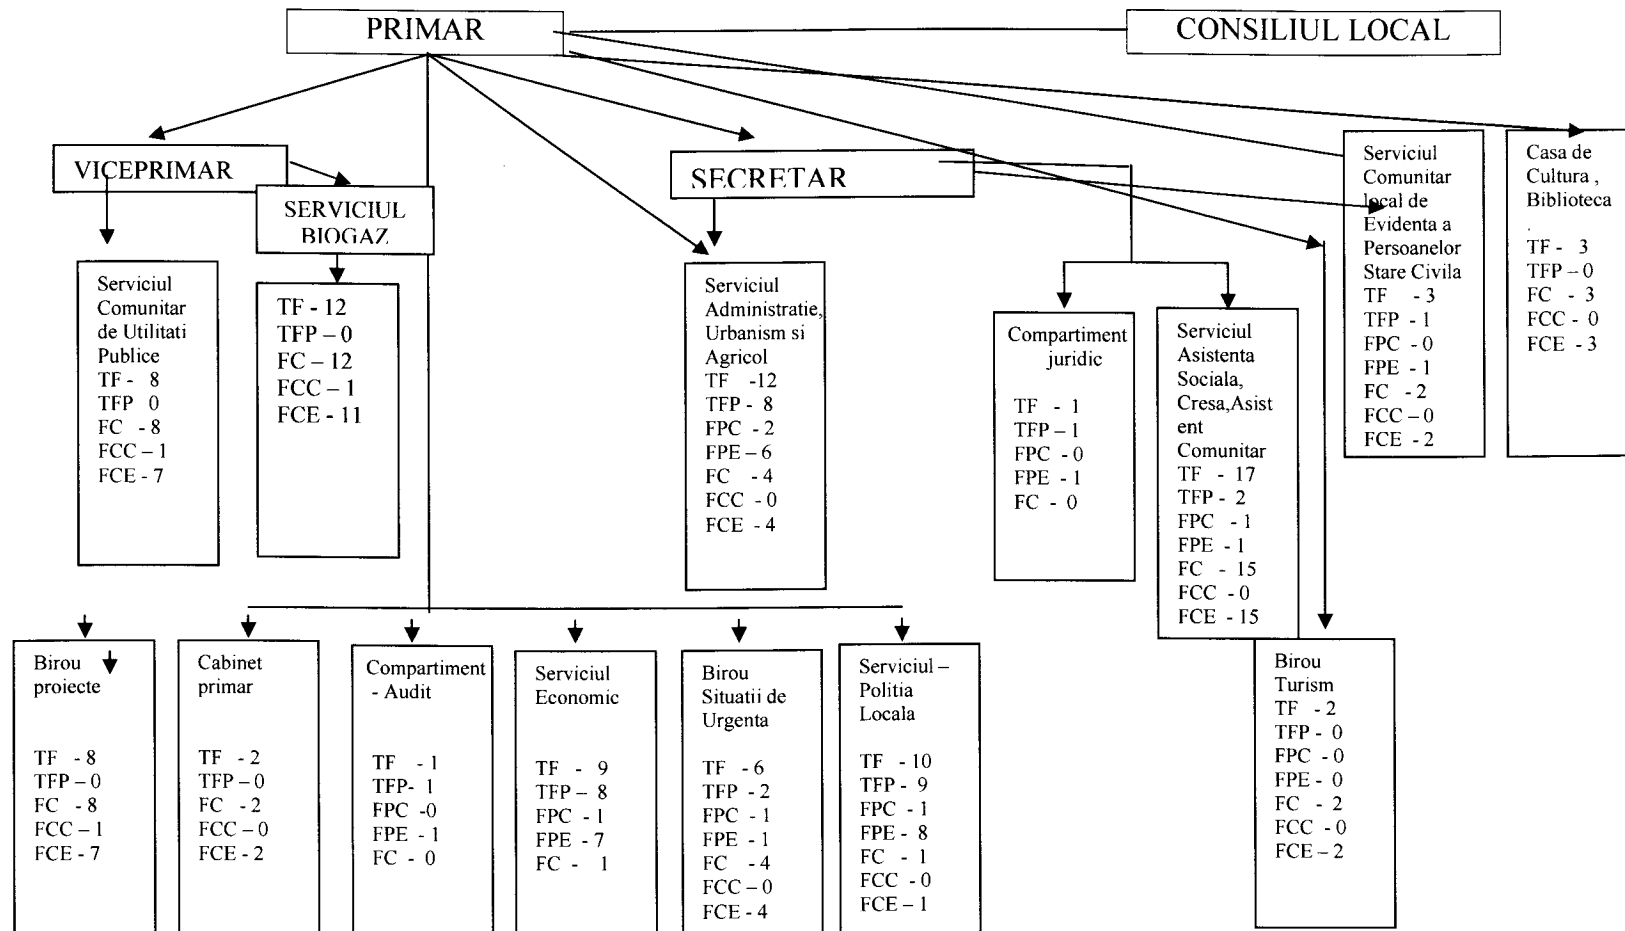 PRIMAR
CONSILIUL LOCAL
VICEPRIMAR
SERVICIUL
BIOGAZ
SECRETAR
Serviciul
Comunitar
local de
Evidenta a
Persoanelor
Stare Civila
TF - 3
TFP - 1
FPC - 0
FPE - 1
FC - 2
FCC – 0
FCE - 2
Casa de
Cultura ,
Biblioteca
.
TF - 3
TFP – 0
FC - 3
FCC - 0
FCE - 3
Serviciul
Comunitar
de Utilitati
Publice
TF - 8
TFP 0
FC - 8
FCC – 1
FCE - 7
TF - 12
TFP – 0
FC – 12
FCC – 1
FCE - 11
Serviciul
Administratie,
Urbanism si
Agricol
TF -12
TFP - 8
FPC - 2
FPE – 6
FC - 4
FCC – 0
FCE - 4
Compartiment
juridic
TF - 1
TFP – 1
FPC - 0
FPE - 1
FC - 0
Serviciul
Asistenta
Sociala,
Cresa,Asist
ent
Comunitar
TF - 17
TFP - 2
FPC - 1
FPE - 1
FC - 15
FCC - 0
FCE - 15
Birou
proiecte
TF - 8
TFP – 0
FC - 8
FCC – 1
FCE - 7
Cabinet
primar
TF - 2
TFP – 0
FC - 2
FCC – 0
FCE - 2
Compartiment
- Audit
TF - 1
TFP- 1
FPC -0
FPE - 1
FC - 0
Serviciul
Economic
TF - 9
TFP – 8
FPC - 1
FPE – 7
FC - 1
Birou
Situatii de
Urgenta
TF - 6
TFP - 2
FPC - 1
FPE - 1
FC - 4
FCC – 0
FCE - 4
Serviciul –
Politia
Locala
TF - 10
TFP - 9
FPC - 1
FPE - 8
FC - 1
FCC - 0
FCE – 1
Birou
Turism
TF - 2
TFP - 0
FPC - 0
FPE - 0
FC - 2
FCC - 0
FCE – 2